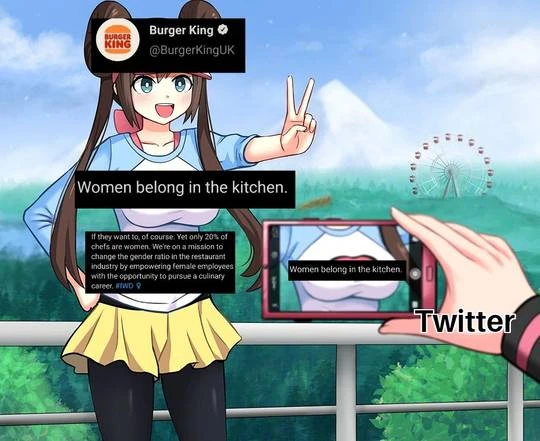 Burger King
BURGER
KING
@BurgerKingUK
Women belong in the kitchen.
If they want to, of course. Yet only 20% of
chefs are women. We're on a mission to
change the gender ratio in the restaurant
industry by empowering female employees
with the opportunity to pursue a culinary
career. #IWD
Women belong in the kitchen.
Twitter